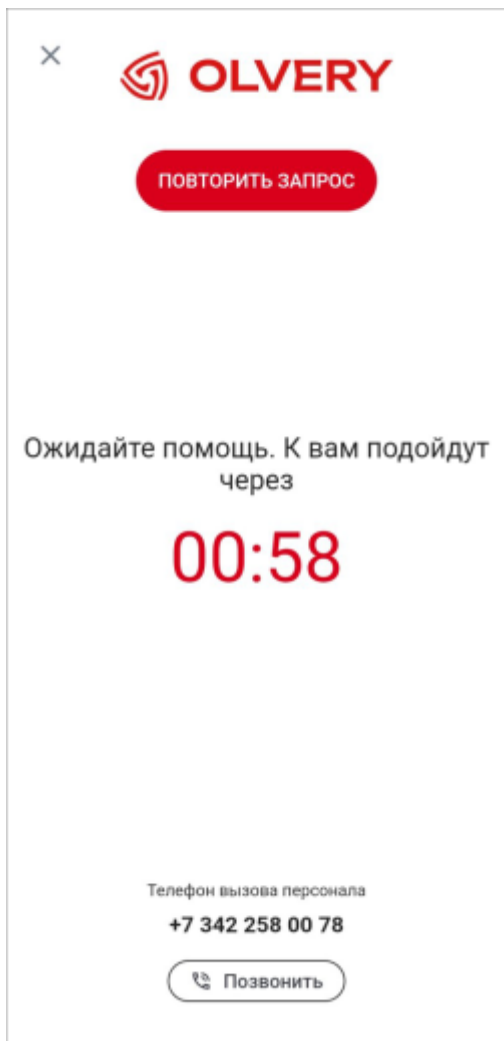 OLVERY
ПОВТОРИТЬ ЗАПРОС
Ожидайте помощь. К вам подойдут
через
00:58
Телефон вызова персонала
+7 342 258 00 78
Позвонить